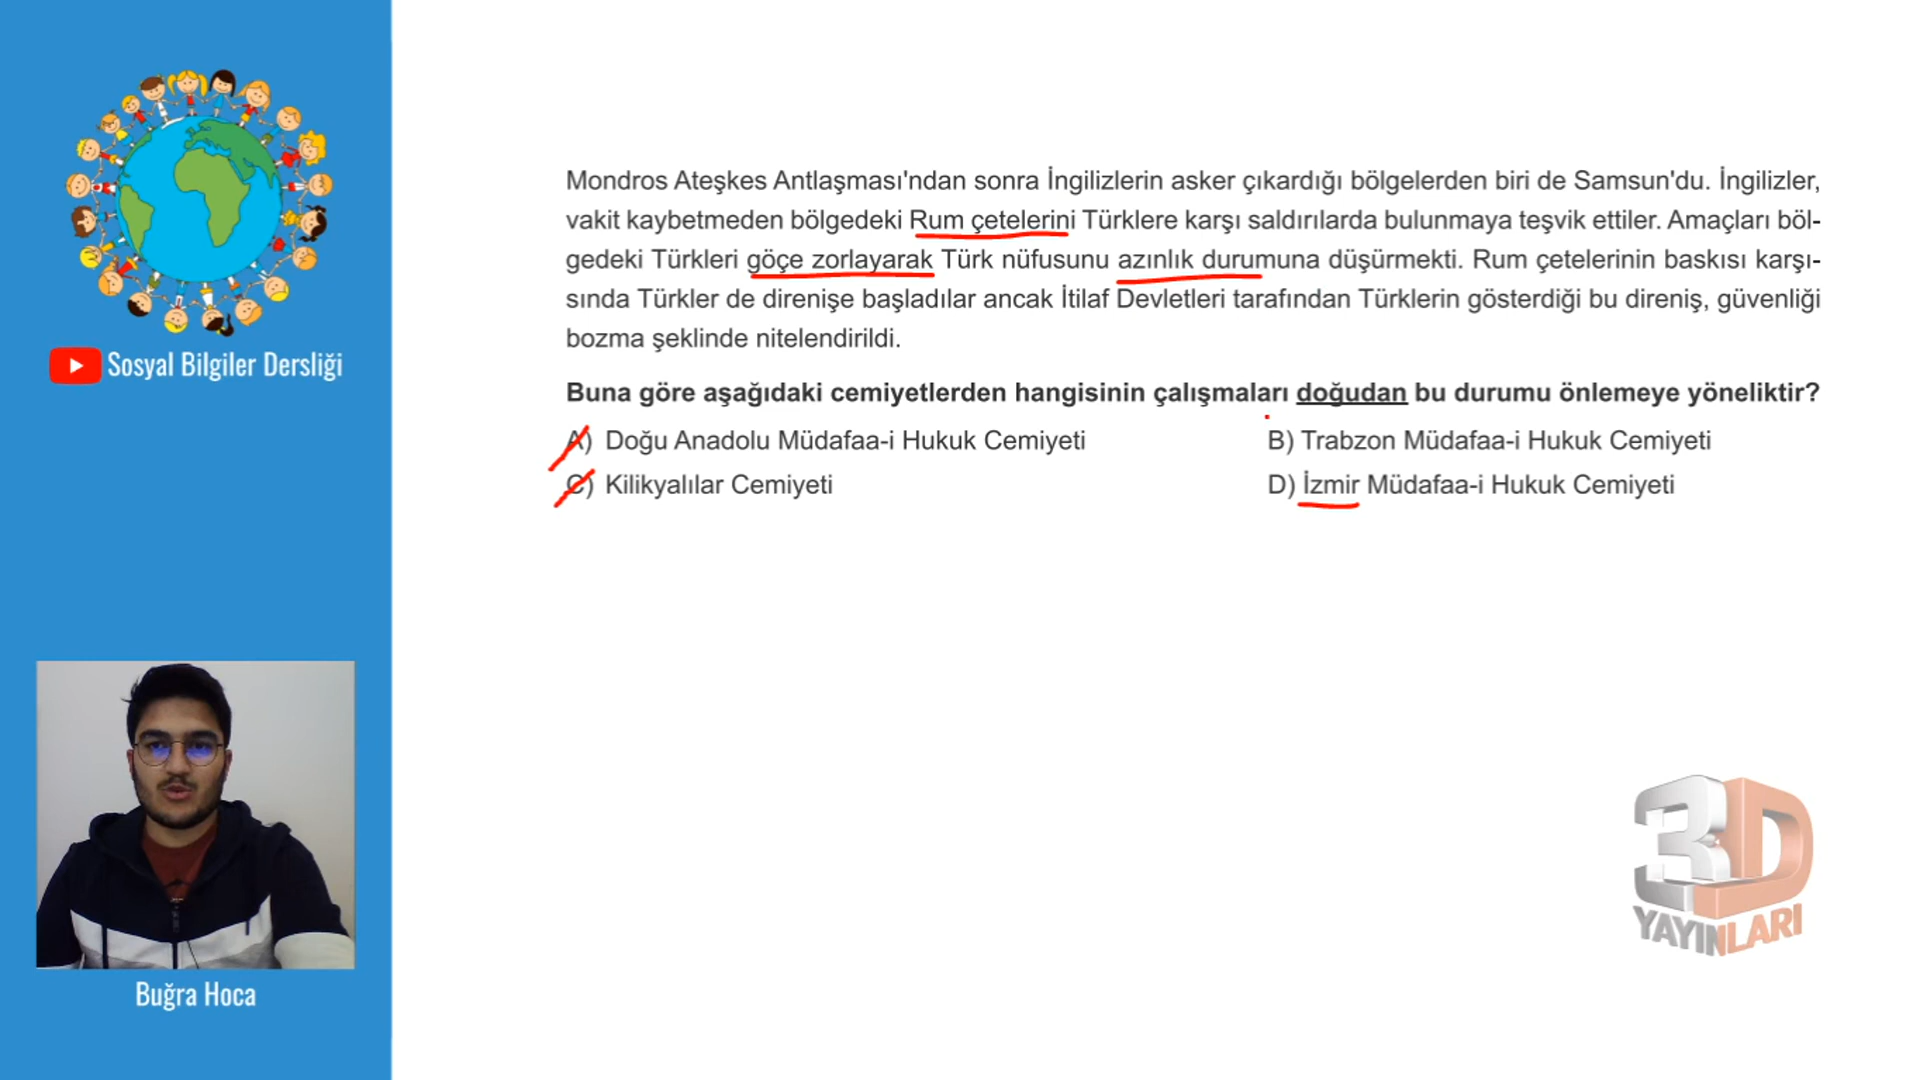 Sosyal Bilgiler Dersliği
Buğra Hoca
Mondros Ateşkes Antlaşması'ndan sonra İngilizlerin asker çıkardığı bölgelerden biri de Samsun'du. İngilizler,
vakit kaybetmeden bölgedeki Rum çetelerini Türklere karşı saldırılarda bulunmaya teşvik ettiler. Amaçları böl-
gedeki Türkleri göçe zorlayarak Türk nüfusunu azınlık durumuna düşürmekti. Rum çetelerinin baskısı karşı-
sında Türkler de direnişe başladılar ancak İtilaf Devletleri tarafından Türklerin gösterdiği bu direniş, güvenliği
bozma şeklinde nitelendirildi.
Buna göre aşağıdaki cemiyetlerden hangisinin çalışmaları doğudan bu durumu önlemeye yöneliktir?
A) Doğu Anadolu Müdafaa-i Hukuk Cemiyeti
B) Trabzon Müdafaa-i Hukuk Cemiyeti
C) Kilikyalılar Cemiyeti
D) İzmir Müdafaa-i Hukuk Cemiyeti
3D
YAYINLARI